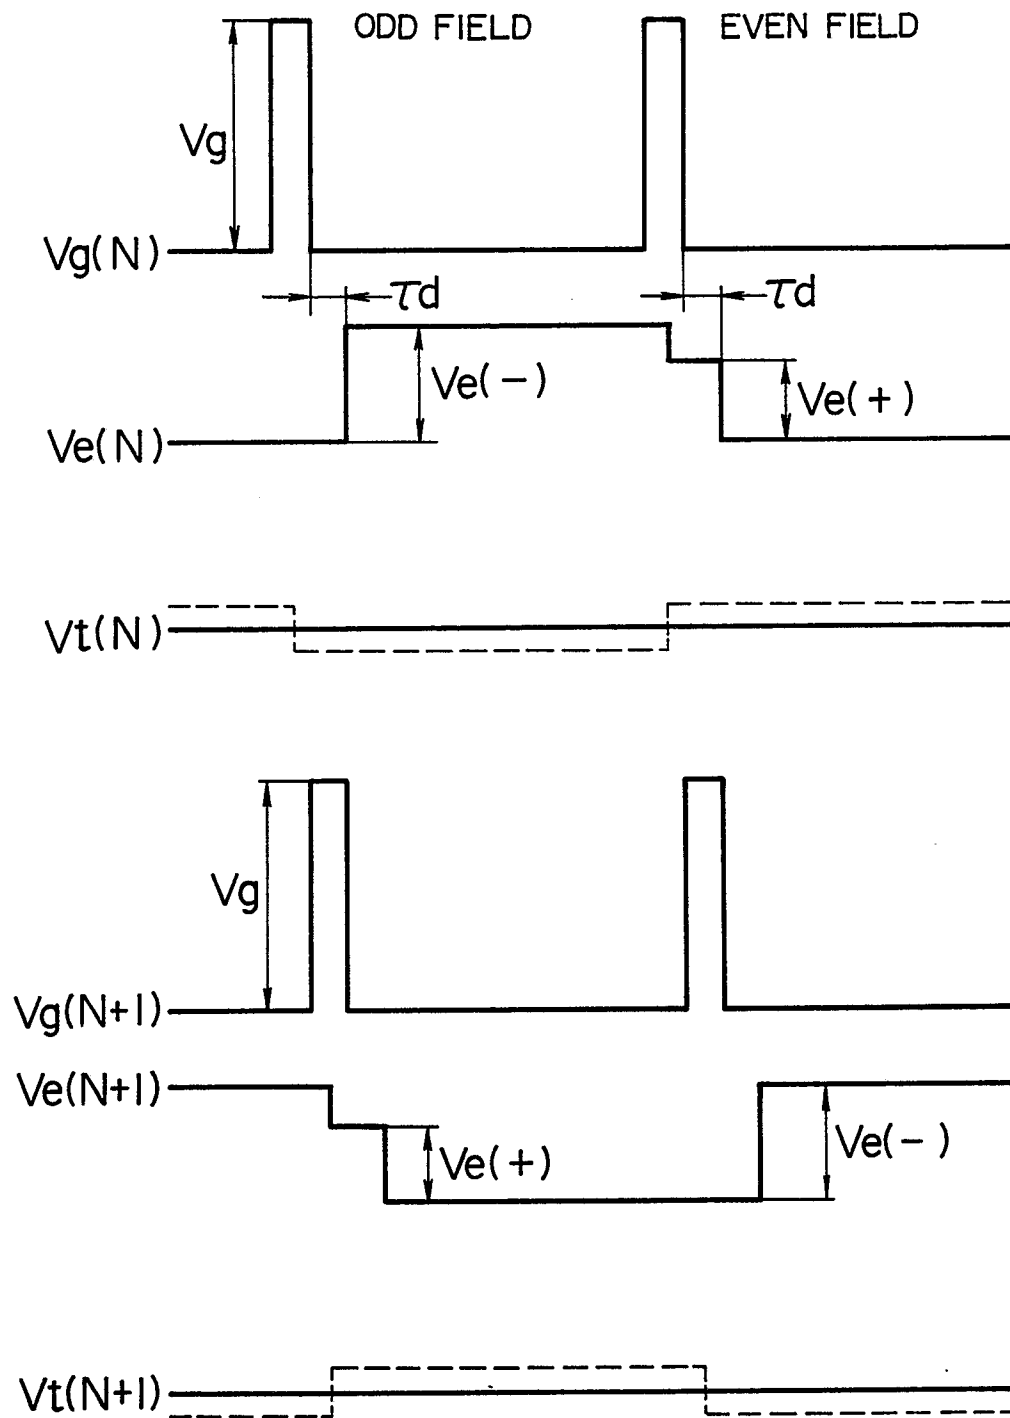 ODD FIELD
EVEN FIELD
Vg
Vg(N)
τd
τd
Ve(−)
Ve(+)
Ve(N)
Vt(N)
Vg
Vg(N+1)
Ve(N+1)
Ve(+)
Ve(−)
Vt(N+1)